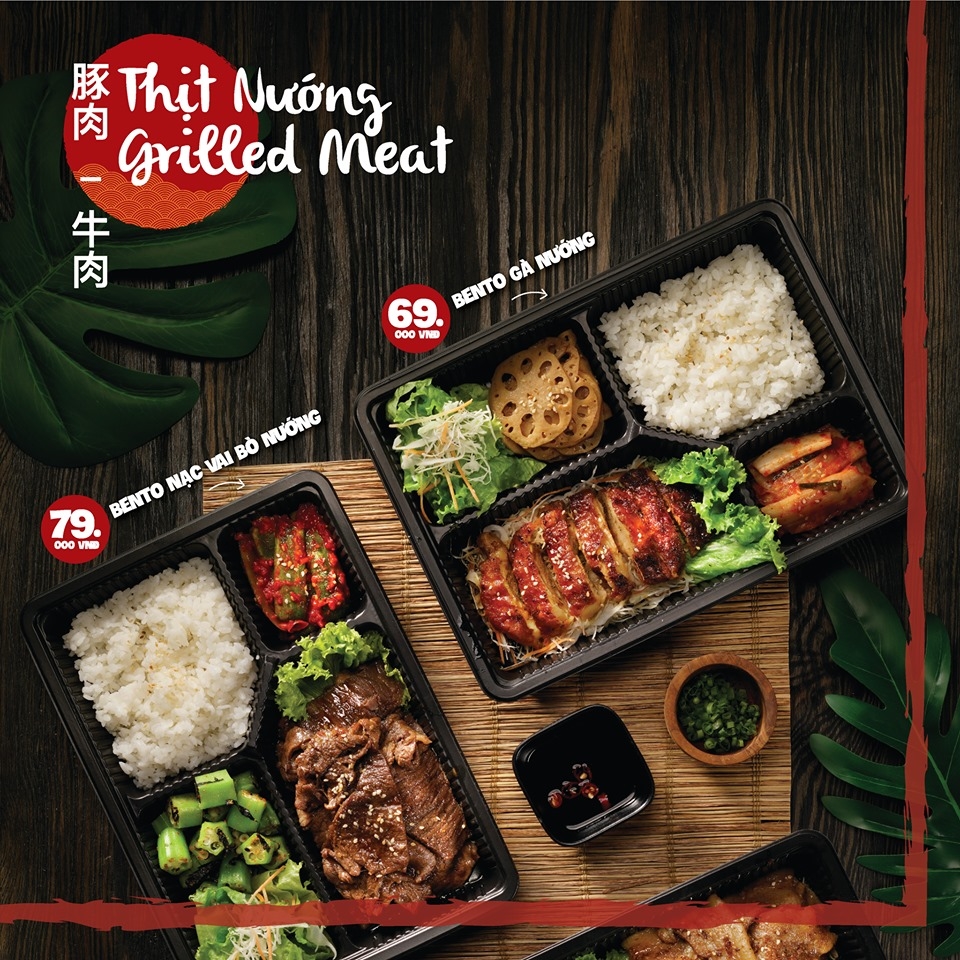 豚肉
-
牛肉
Thịt Nướng
Grilled Meat
69.
000 VNĐ
BENTO GÀ NƯỚNG
79.
000 VNĐ
BENTO NẠC VAI BÒ NƯỚNG